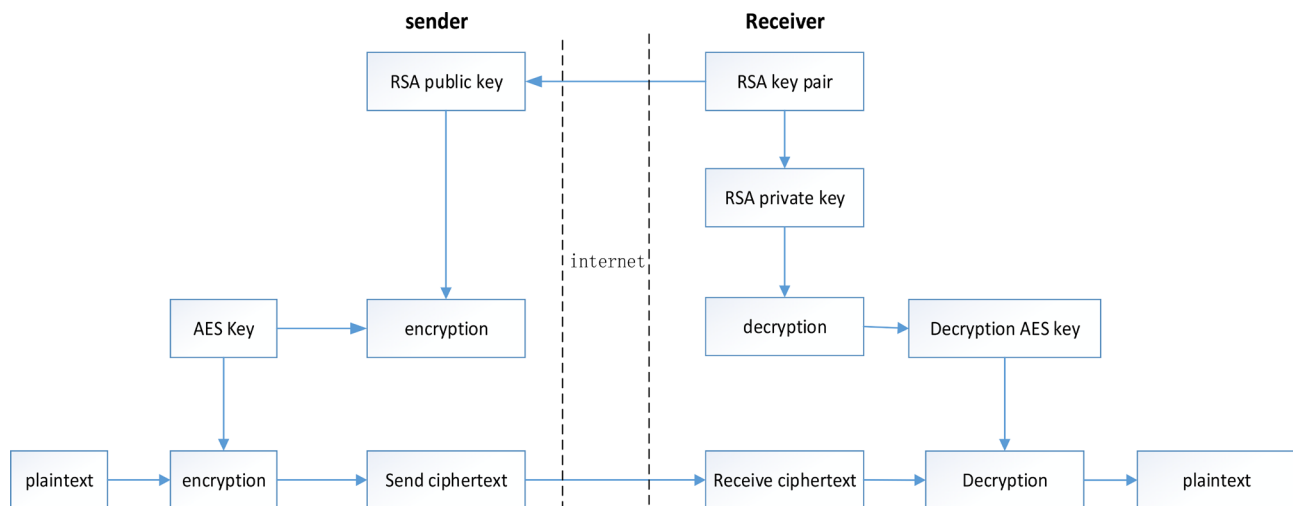 sender
Receiver
RSA public key
RSA key pair
RSA private key
internet
AES Key
encryption
decryption
Decryption AES key
plaintext
encryption
Send ciphertext
Receive ciphertext
Decryption
plaintext